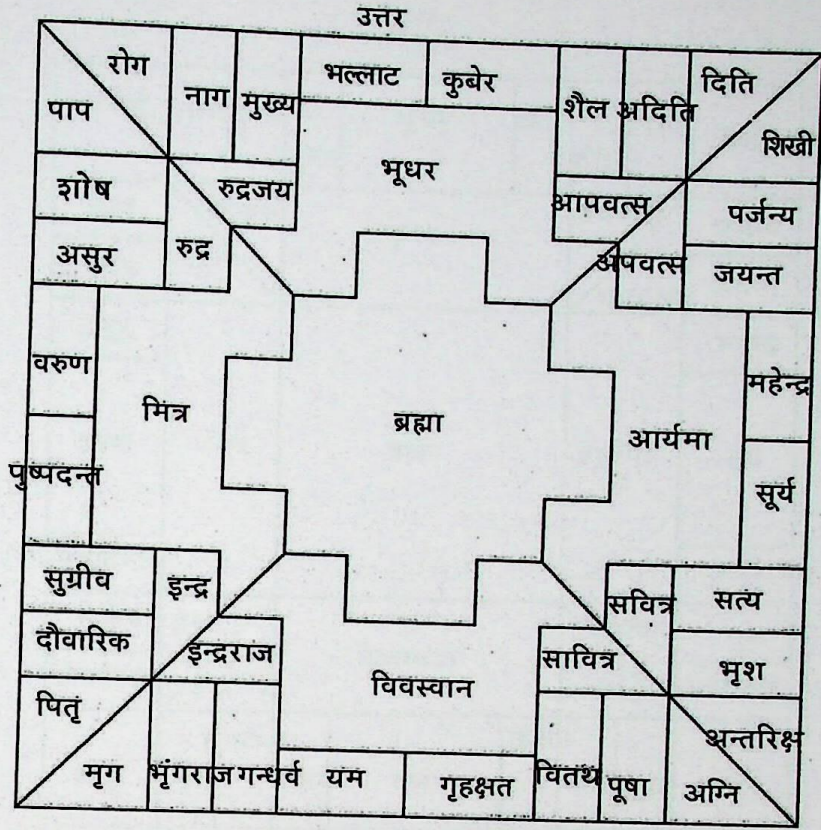 उत्तर
रोग
नाग
मुख्य
भल्लाट
कुबेर
शैल
अदिति
दिति
पाप
शिखी
शोष
रुद्रजय
भूधर
आपवत्स
पर्जन्य
असुर
रुद्र
अपवत्स
जयन्त
वरुण
महेन्द्र
मित्र
ब्रह्मा
आर्यमा
पुष्पदन्त
सूर्य
सुग्रीव
इन्द्र
सवित्र
सत्य
दौवारिक
इन्द्रराज
सावित्र
भृश
पितृ
विवस्वान
अन्तरिक्ष
मृग
भृंगराज
गन्धर्व
यम
गृहक्षत
वितथ
पूषा
अग्नि